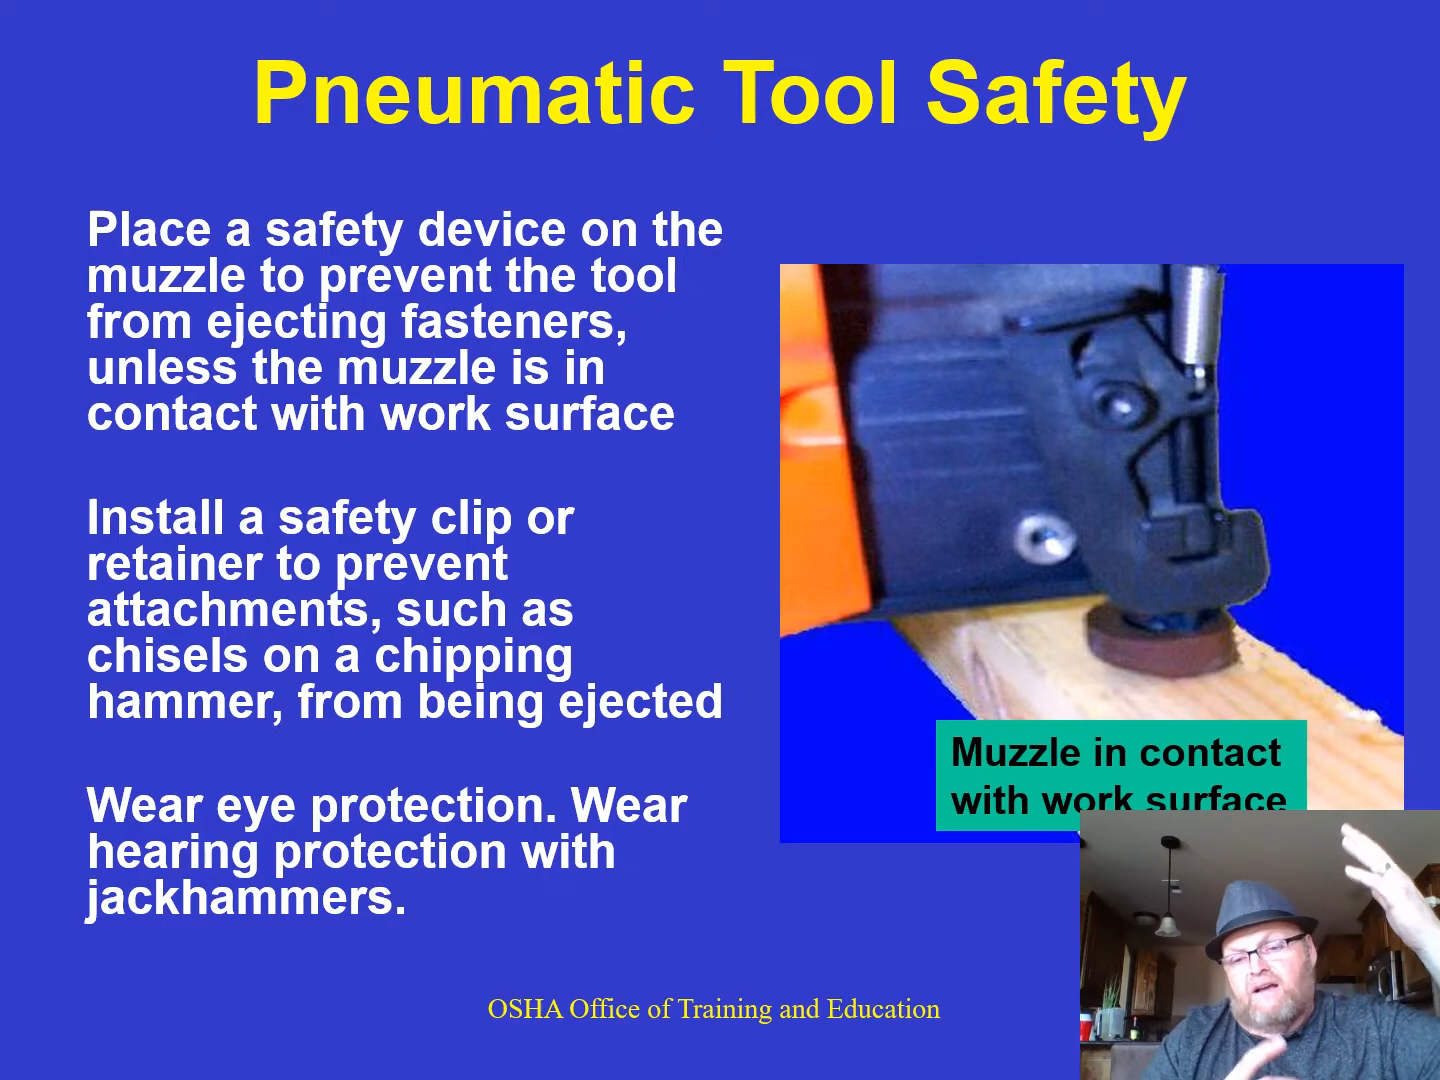 Pneumatic Tool Safety
Place a safety device on the
muzzle to prevent the tool
from ejecting fasteners,
unless the muzzle is in
contact with work surface
Install a safety clip or
retainer to prevent
attachments, such as
chisels on a chipping
hammer, from being ejected
Wear eye protection. Wear
hearing protection with
jackhammers.
Muzzle in contact
with work surface
OSHA Office of Training and Education